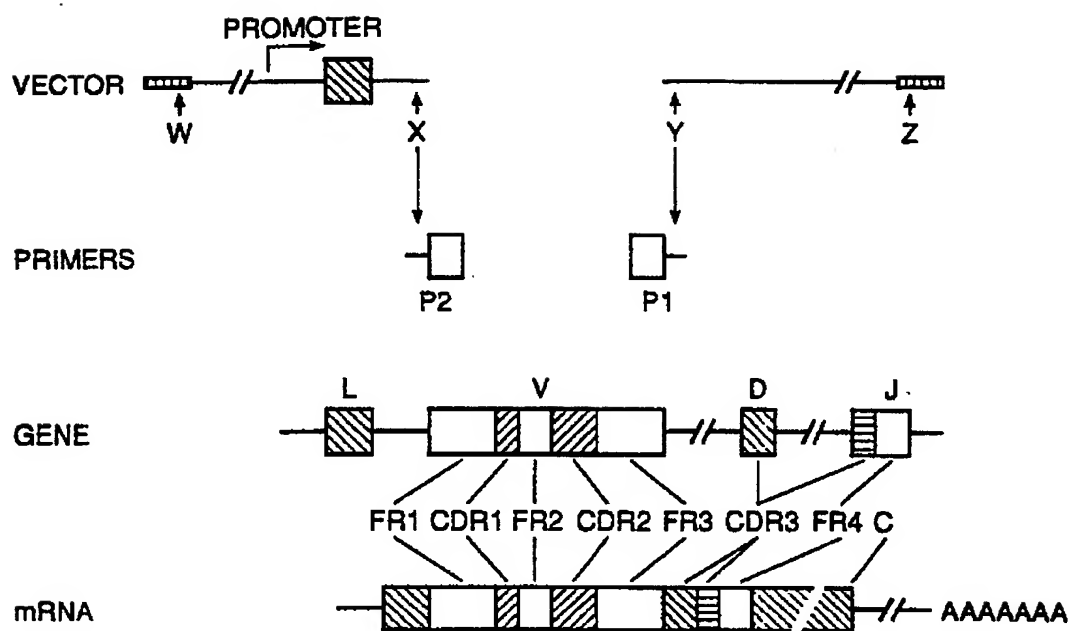 PROMOTER
VECTOR
W X Y Z
PRIMERS
P2 P1
L V D J
GENE
FR1 CDR1 FR2 CDR2 FR3 CDR3 FR4 C
mRNA
AAAAAAA